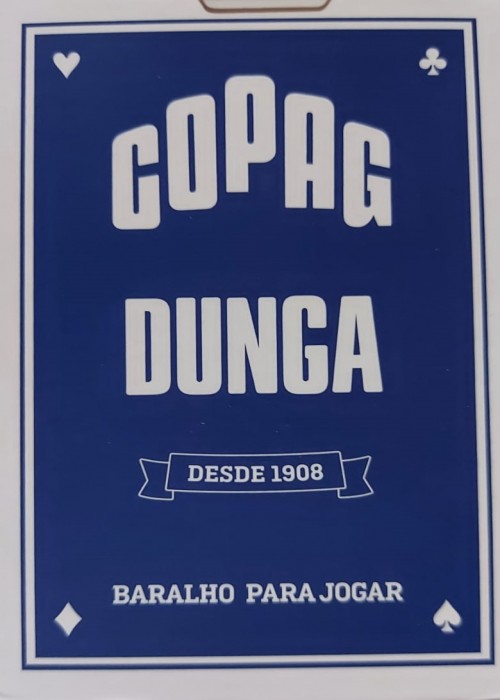 COPAG
DUNGA
DESDE 1908
BARALHO PARA JOGAR